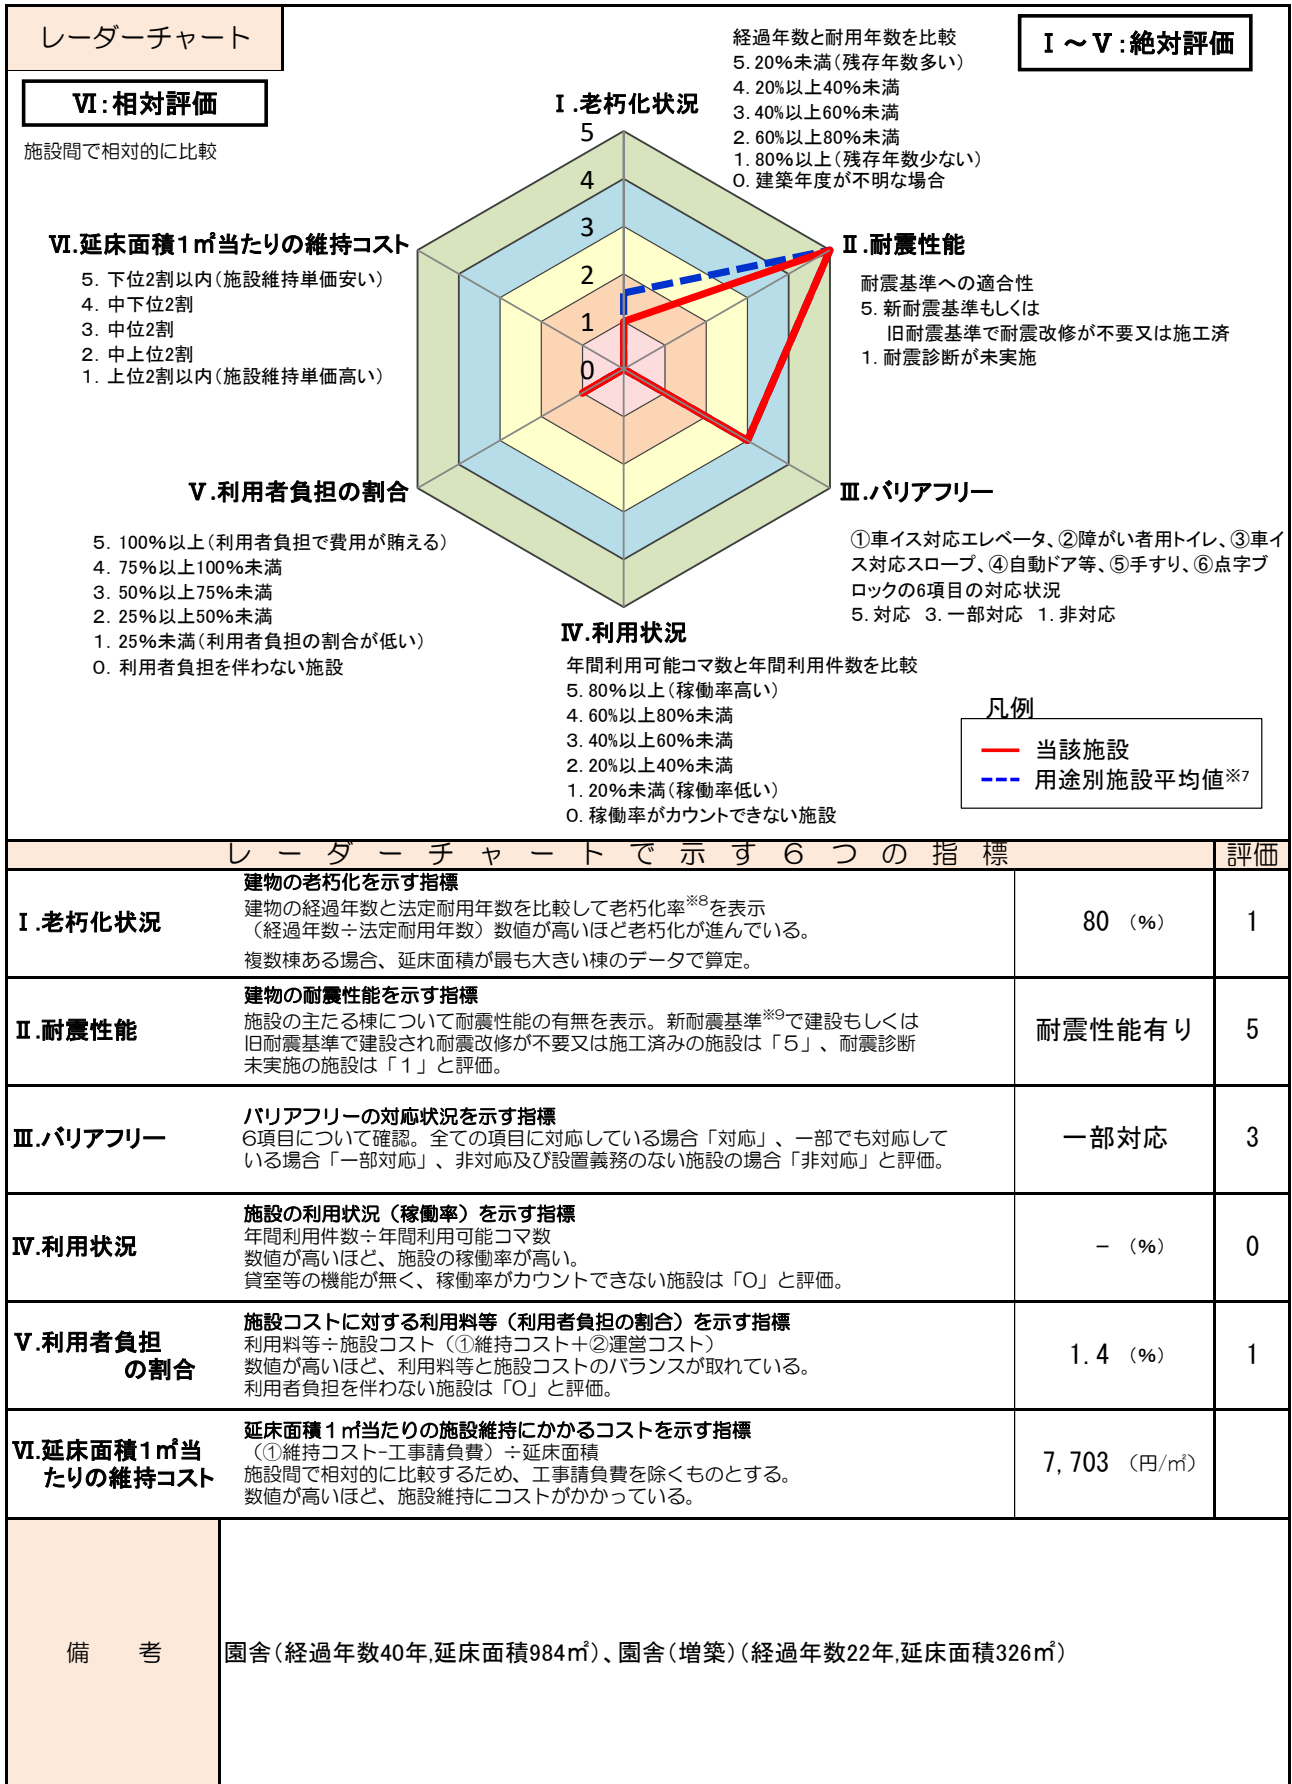 レーダーチャート
Ⅰ～Ⅴ:絶対評価
Ⅵ:相対評価
施設間で相対的に比較
Ⅰ.老朽化状況
経過年数と耐用年数を比較
5.20%未満(残存年数多い)
4.20%以上40%未満
3.40%以上60%未満
2.60%以上80%未満
1.80%以上(残存年数少ない)
0.建築年度が不明な場合
5
4
3
2
1
0
Ⅱ.耐震性能
耐震基準への適合性
5.新耐震基準もしくは
旧耐震基準で耐震改修が不要又は施工済
1.耐震診断が未実施
Ⅵ.延床面積1㎡当たりの維持コスト
5.下位2割以内(施設維持単価安い)
4.中下位2割
3.中位2割
2.中上位2割
1.上位2割以内(施設維持単価高い)
Ⅲ.バリアフリー
①車イス対応エレベータ、②障がい者用トイレ、③車イ
ス対応スロープ、④自動ドア等、⑤手すり、⑥点字ブ
ロックの6項目の対応状況
5.対応 3.一部対応 1.非対応
Ⅴ.利用者負担の割合
5.100%以上(利用者負担で費用が賄える)
4.75%以上100%未満
3.50%以上75%未満
2.25%以上50%未満
1.25%未満(利用者負担の割合が低い)
0.利用者負担を伴わない施設
Ⅳ.利用状況
年間利用可能コマ数と年間利用件数を比較
5.80%以上(稼働率高い)
4.60%以上80%未満
3.40%以上60%未満
2.20%以上40%未満
1.20%未満(稼働率低い)
0.稼働率がカウントできない施設
凡例
当該施設
用途別施設平均値※7
レーダーチャートで示す6つの指標 評価
Ⅰ.老朽化状況
建物の老朽化を示す指標
建物の経過年数と法定耐用年数を比較して老朽化率※8を表示
(経過年数÷法定耐用年数)数値が高いほど老朽化が進んでいる。
複数棟ある場合、延床面積が最も大きい棟のデータで算定。
80 (%) 1
Ⅱ.耐震性能
建物の耐震性能を示す指標
施設の主たる棟について耐震性能の有無を表示。新耐震基準※9で建設もしくは
旧耐震基準で建設され耐震改修が不要又は施工済みの施設は「5」、耐震診断
未実施の施設は「1」と評価。
耐震性能有り 5
Ⅲ.バリアフリー
バリアフリーの対応状況を示す指標
6項目について確認。全ての項目に対応している場合「対応」、一部でも対応して
いる場合「一部対応」、非対応及び設置義務のない施設の場合「非対応」と評価。
一部対応 3
Ⅳ.利用状況
施設の利用状況(稼働率)を示す指標
年間利用件数÷年間利用可能コマ数
数値が高いほど、施設の稼働率が高い。
貸室等の機能が無く、稼働率がカウントできない施設は「0」と評価。
- (%) 0
Ⅴ.利用者負担
の割合
施設コストに対する利用料等(利用者負担の割合)を示す指標
利用料等÷施設コスト(①維持コスト+②運営コスト)
数値が高いほど、利用料等と施設コストのバランスが取れている。
利用者負担を伴わない施設は「0」と評価。
1.4 (%) 1
Ⅵ.延床面積1㎡当
たりの維持コスト
延床面積1㎡当たりの施設維持にかかるコストを示す指標
(①維持コスト-工事請負費)÷延床面積
施設間で相対的に比較するため、工事請負費を除くものとする。
数値が高いほど、施設維持にコストがかかっている。
7,703 (円/㎡)
備 考
園舎(経過年数40年,延床面積984㎡)、園舎(増築)(経過年数22年,延床面積326㎡)